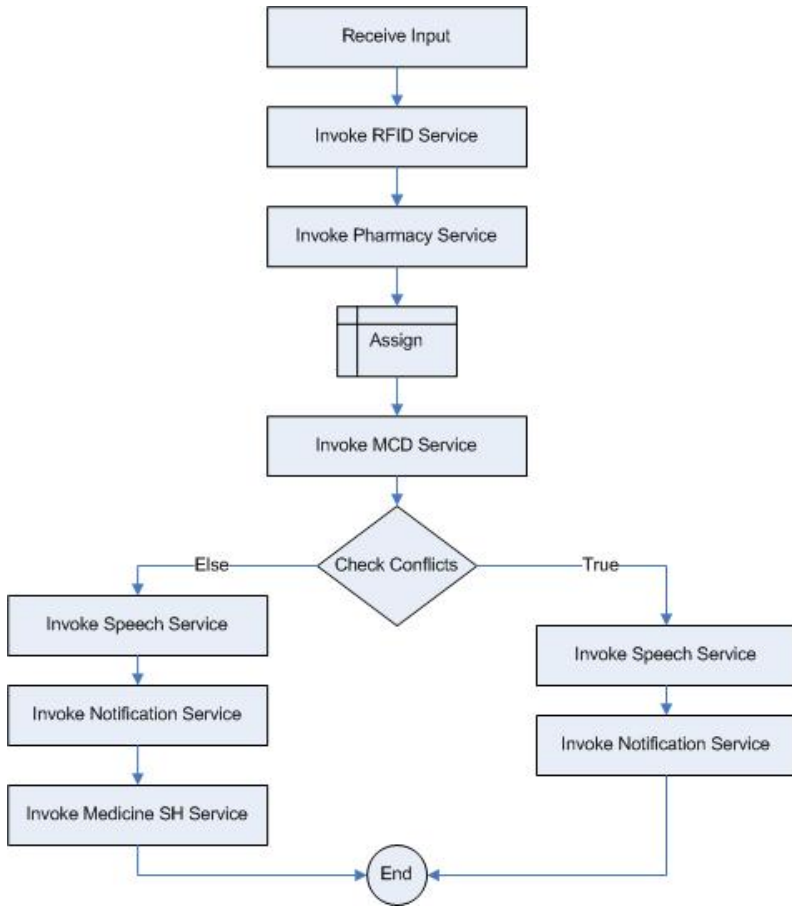 Receive Input
Invoke RFID Service
Invoke Pharmacy Service
Assign
Invoke MCD Service
Check Conflicts
Else
True
Invoke Speech Service
Invoke Notification Service
Invoke Medicine SH Service
Invoke Speech Service
Invoke Notification Service
End